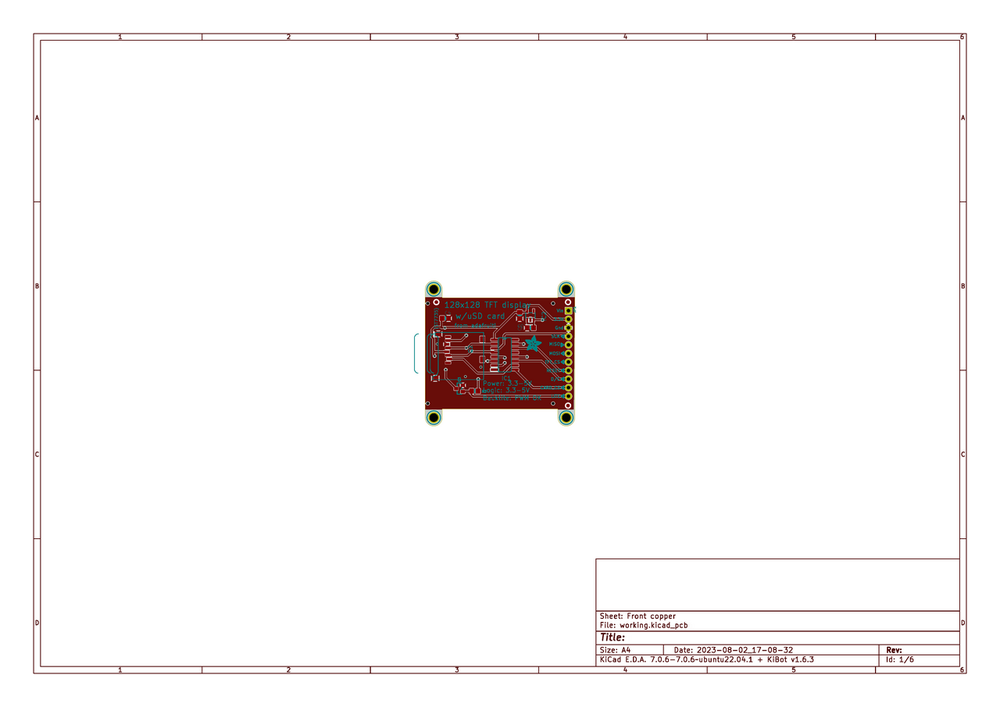 1 2 3 4 5 6
A A
B B
C C
D D
128x128 TFT display
w/uSD card
IC1
Power: 3.3-5V
Logic: 3.3-5V
Sheet: Front copper
File: working.kicad_pcb
Title:
Size: A4 Date: 2023-08-02_17-08-32 Rev:
KiCad E.D.A. 7.0.6-7.0.6~ubuntu22.04.1 + KiBot v1.6.3 Id: 1/6
1 2 3 4 5 6